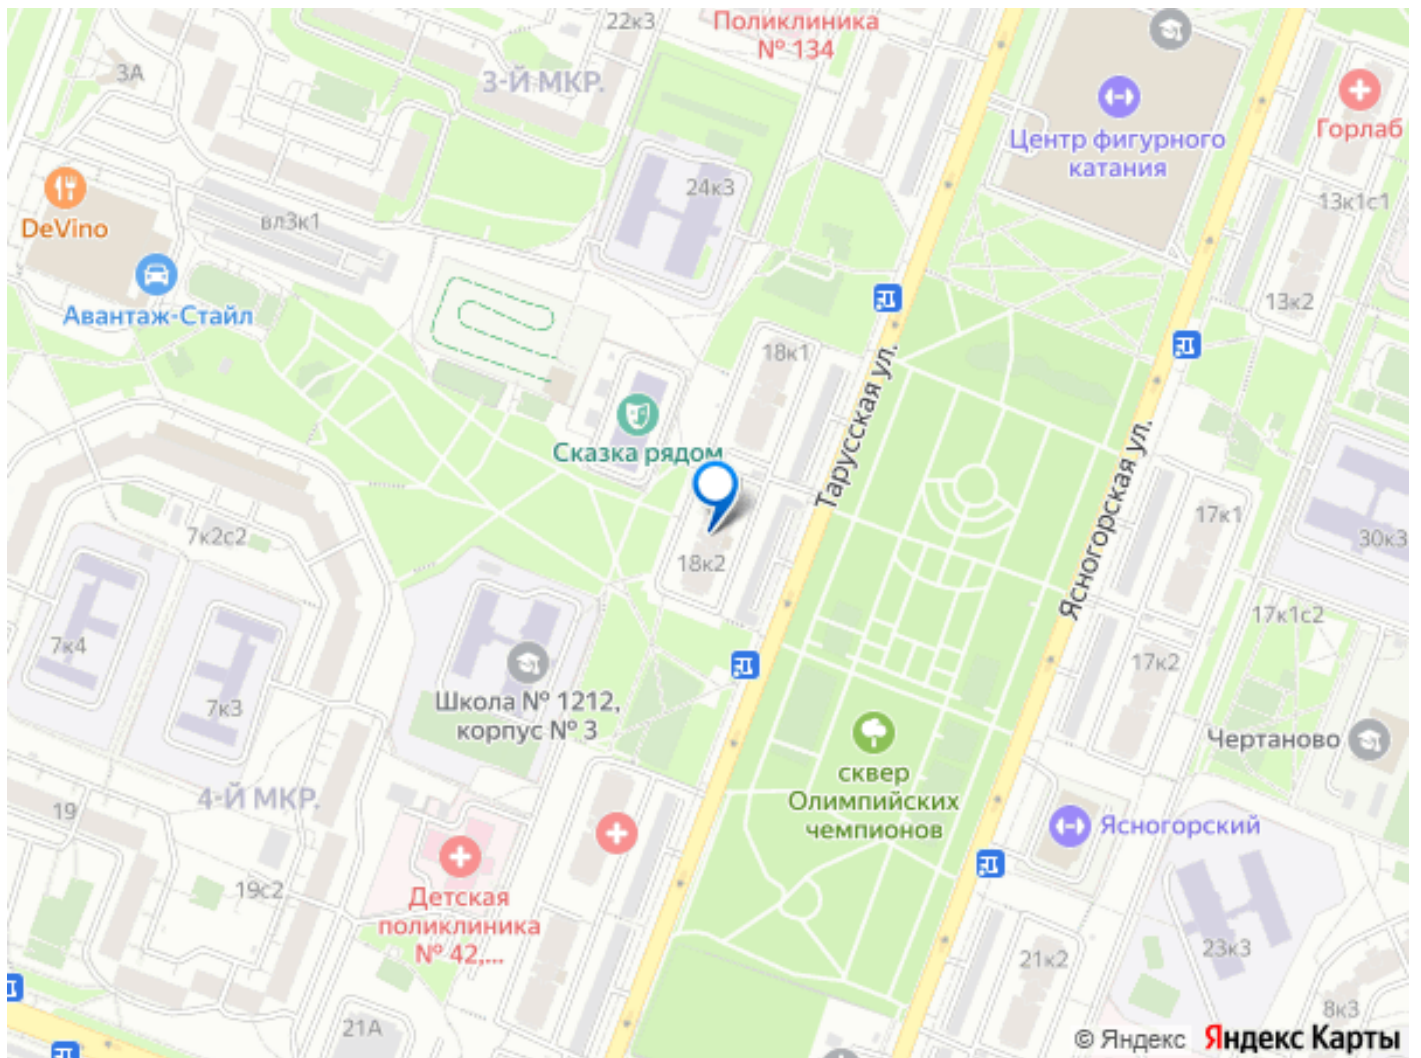 22к3
Поликлиника
№ 134
3А
3-Й МКР.
Центр фигурного
катания
Горлаб
24к3
13к1с1
DeVino
вл3к1
Авантаж-Стайл
13к2
18к1
Тарусская ул.
Сказка рядом
Ясногорская ул.
17к1
30к3
7к2с2
18к2
17к1с2
7к4
17к2
7к3
Школа № 1212,
корпус № 3
Чертаново
4-Й МКР.
сквер
Олимпийских
чемпионов
19
Ясногорский
19с2
Детская
поликлиника
№ 42,...
23к3
21к2
8к3
21А
© Яндекс Яндекс Карты